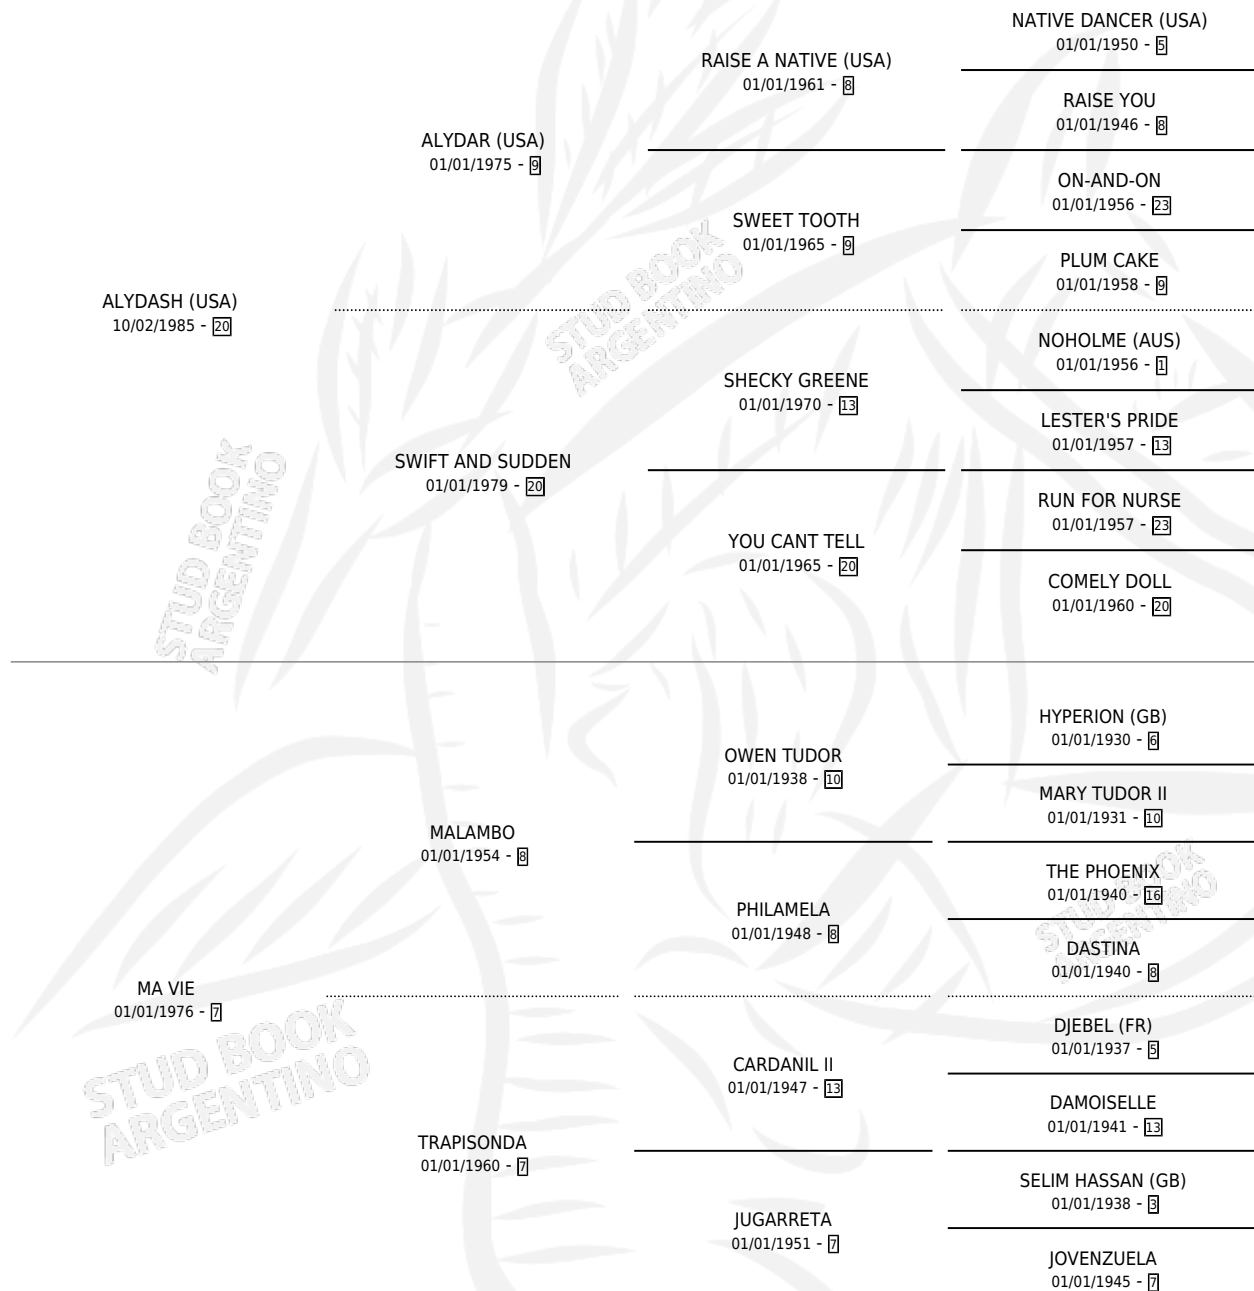 NATIVE DANCER (USA)
01/01/1950 - 5
RAISE A NATIVE (USA)
01/01/1961 - 8
RAISE YOU
01/01/1946 - 8
ALYDAR (USA)
01/01/1975 - 9
ON-AND-ON
01/01/1956 - 23
SWEET TOOTH
01/01/1965 - 9
PLUM CAKE
01/01/1958 - 9
ALYDASH (USA)
10/02/1985 - 20
NOHOLME (AUS)
01/01/1956 - 1
SHECKY GREENE
01/01/1970 - 13
LESTER'S PRIDE
01/01/1957 - 13
SWIFT AND SUDDEN
01/01/1979 - 20
RUN FOR NURSE
01/01/1957 - 23
YOU CANT TELL
01/01/1965 - 20
COMELY DOLL
01/01/1960 - 20
HYPERION (GB)
01/01/1930 - 6
OWEN TUDOR
01/01/1938 - 10
MARY TUDOR II
01/01/1931 - 10
MALAMBO
01/01/1954 - 8
THE PHOENIX
01/01/1940 - 16
PHILAMELA
01/01/1948 - 8
DASTINA
01/01/1940 - 8
MA VIE
01/01/1976 - 7
DJEBEL (FR)
01/01/1937 - 5
CARDANIL II
01/01/1947 - 13
DAMOISELLE
01/01/1941 - 13
TRAPISONDA
01/01/1960 - 7
SELIM HASSAN (GB)
01/01/1938 - 3
JUGARRETA
01/01/1951 - 7
JOVENZUELA
01/01/1945 - 7
STUD BOOK
ARGENTINO
STUD BOOK
ARGENTINO
STUD BOOK
ARGENTINO
STUD BOOK
ARGENTINO